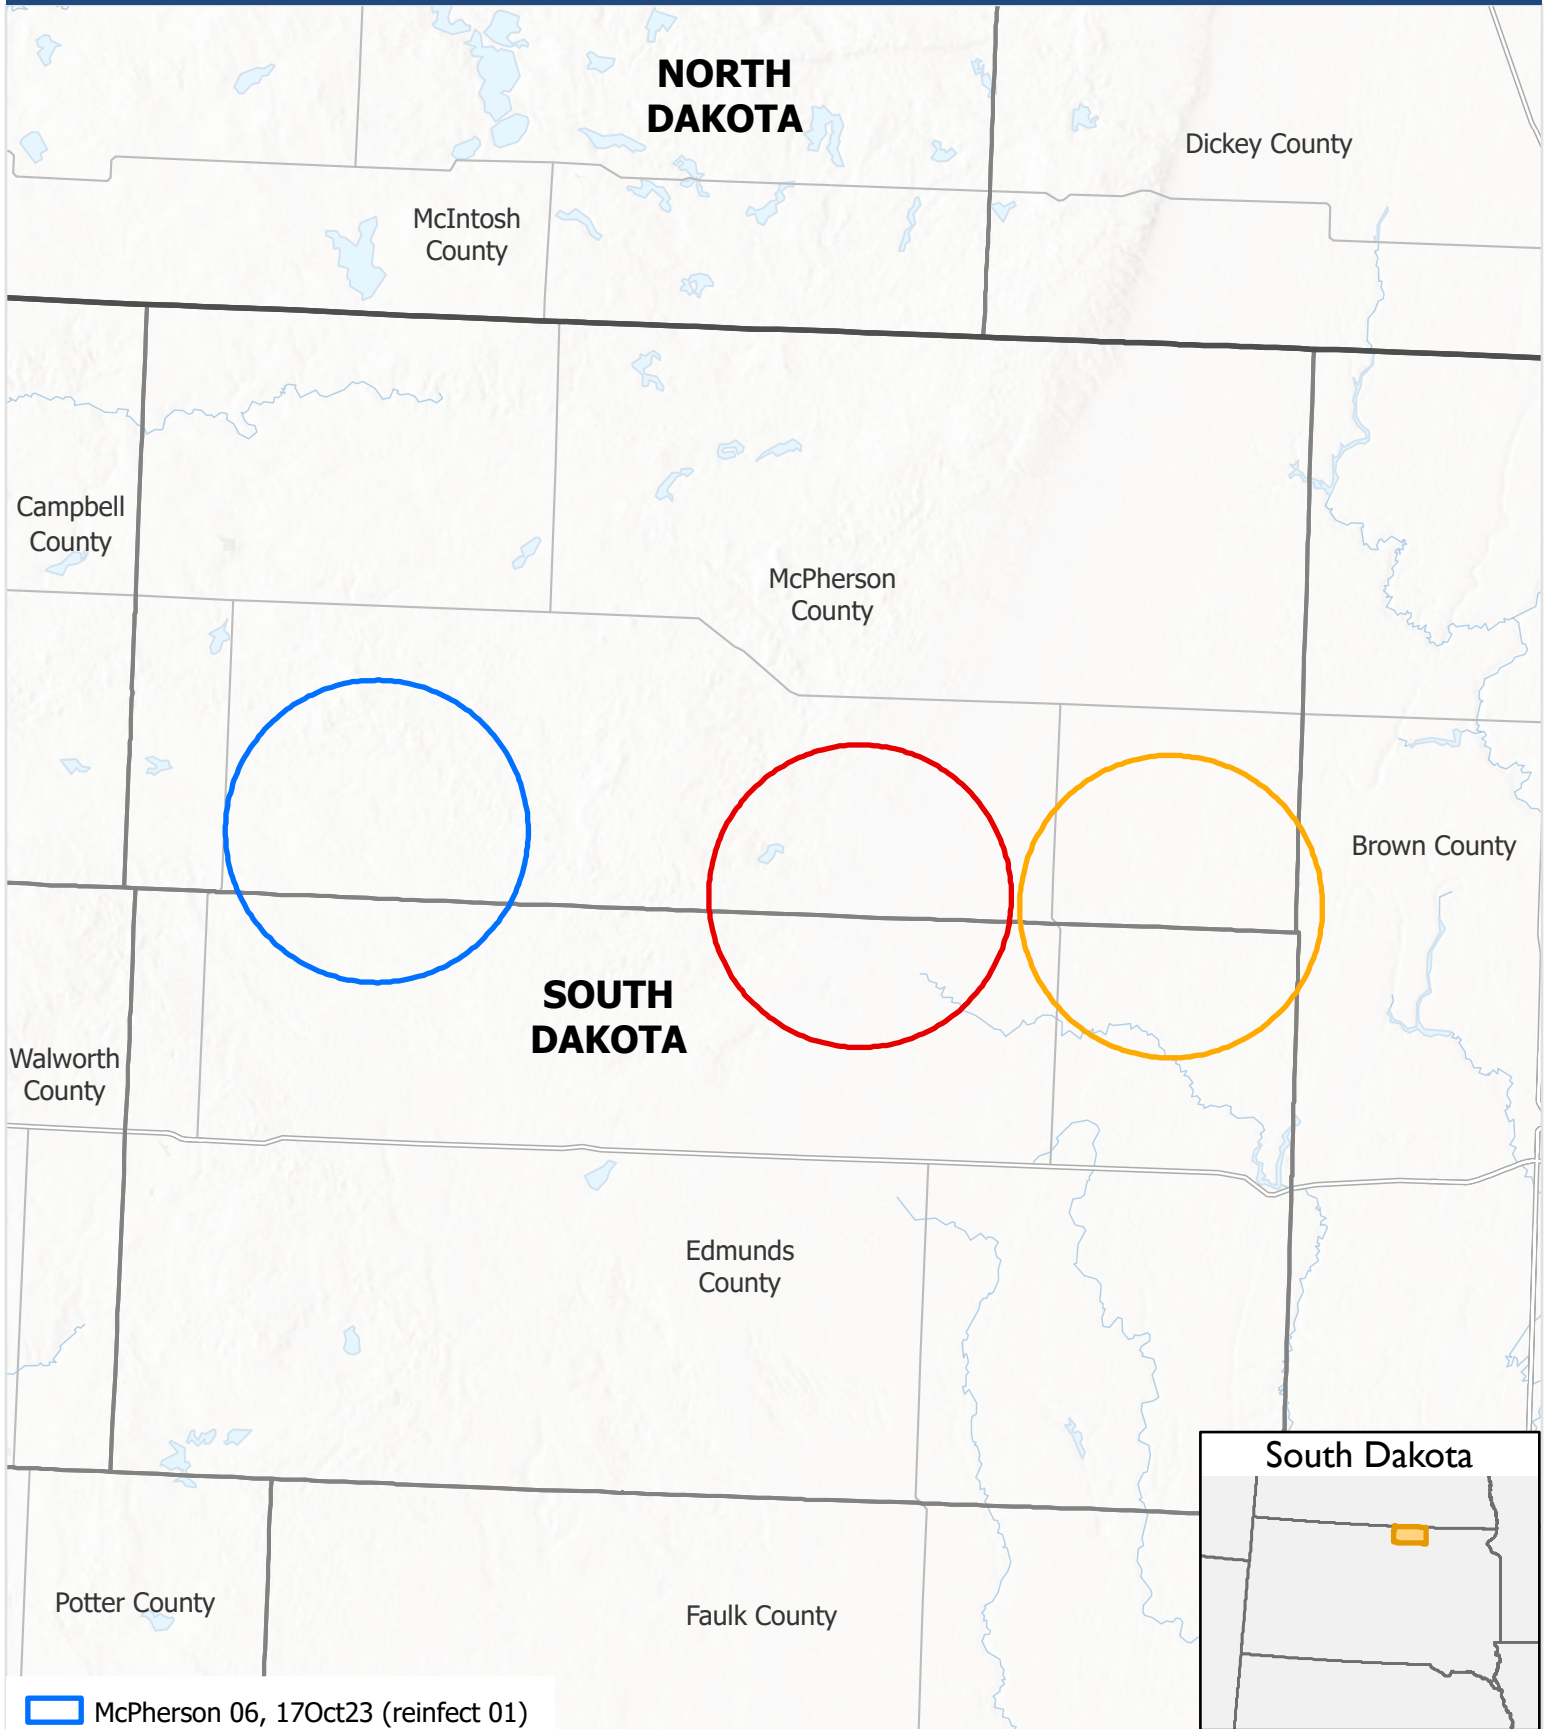 NORTH
DAKOTA
Dickey County
McIntosh
County
Campbell
County
McPherson
County
Brown County
SOUTH
DAKOTA
Walworth
County
Edmunds
County
South Dakota
Potter County
Faulk County
McPherson 06, 17Oct23 (reinfect 01)